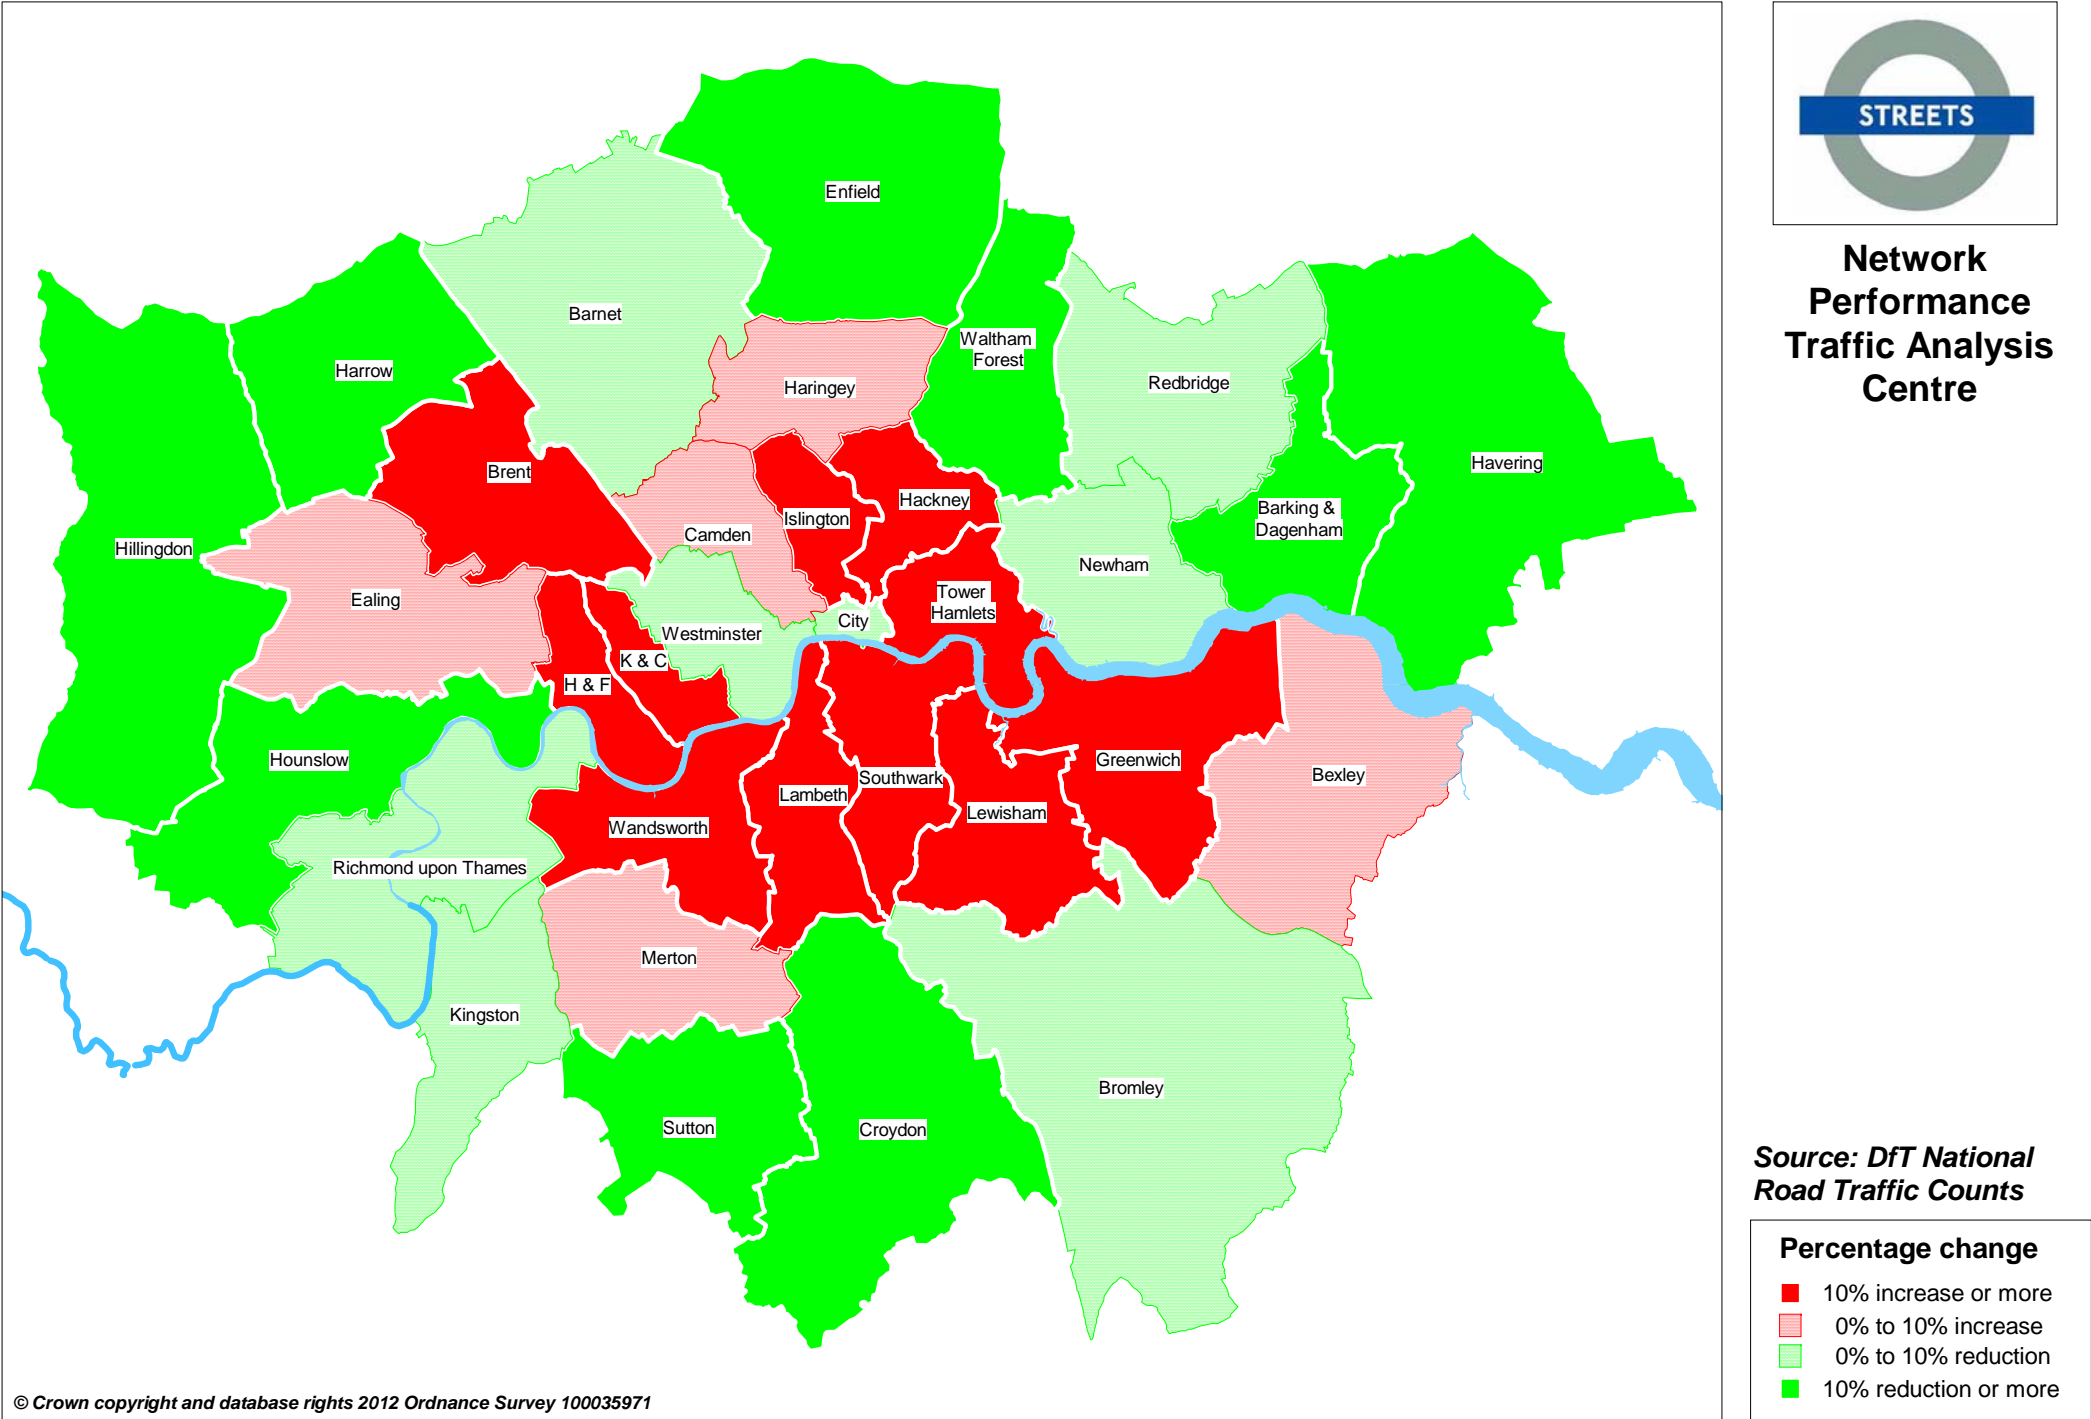 STREETS
Network
Performance
Traffic Analysis
Centre
Enfield
Barnet
Waltham
Forest
Harrow
Haringey
Redbridge
Brent
Havering
Hackney
Islington
Barking &
Dagenham
Camden
Hillingdon
Newham
Ealing
Tower
Hamlets
City
Westminster
K & C
H & F
Hounslow
Greenwich
Bexley
Southwark
Lambeth
Lewisham
Wandsworth
Richmond upon Thames
Merton
Kingston
Bromley
Sutton
Croydon
Source: DfT National
Road Traffic Counts
Percentage change
10% increase or more
0% to 10% increase
0% to 10% reduction
10% reduction or more
© Crown copyright and database rights 2012 Ordnance Survey 100035971